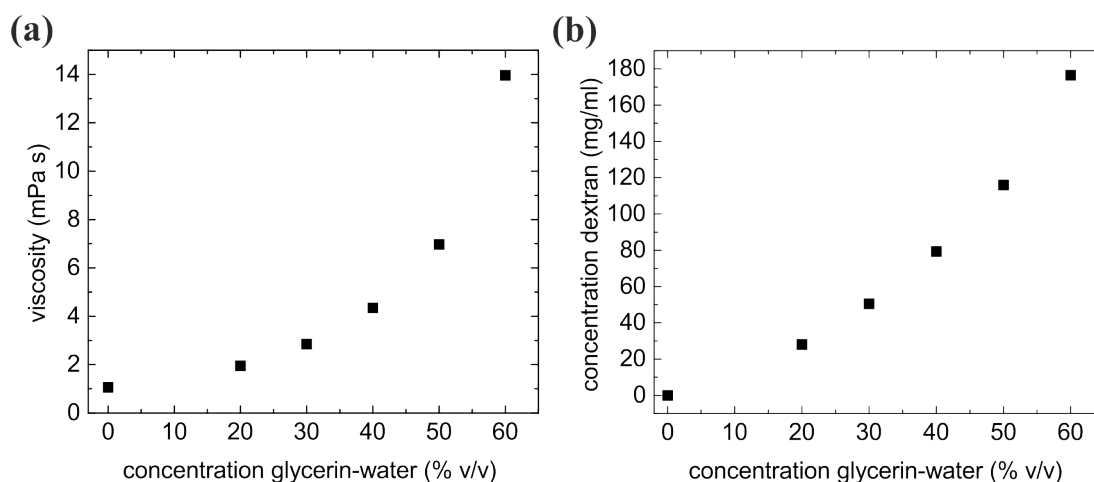 (a)
14
12
10
8
6
4
2
0
viscosity (mPa s)
0 10 20 30 40 50 60
concentration glycerin-water (% v/v)
(b)
180
160
140
120
100
80
60
40
20
0
concentration dextran (mg/ml)
0 10 20 30 40 50 60
concentration glycerin-water (% v/v)